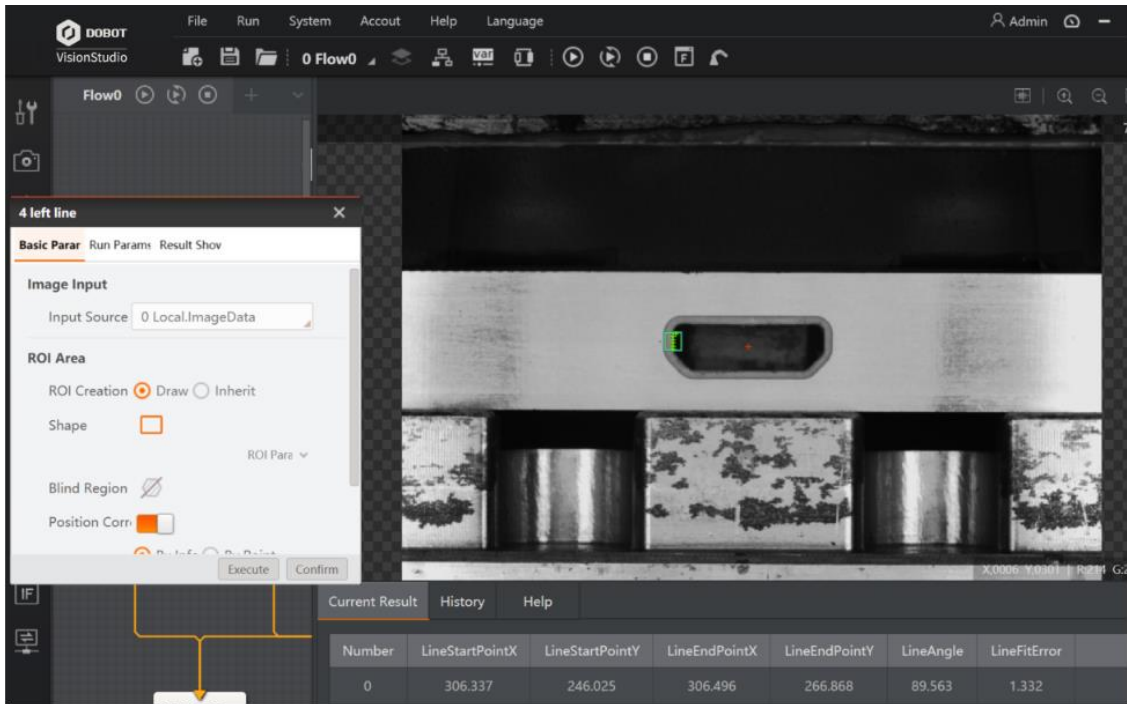 File Run System Accout Help Language Admin
DOBOT
VisionStudio
0 Flow0 var F
Flow0
4 left line
Basic Parar Run Params Result Shov
Image Input
Input Source 0 Local.ImageData
ROI Area
ROI Creation Draw Inherit
Shape
ROI Para
Blind Region
Position Corr
Execute Confirm
IF
Current Result History Help
Number LineStartPointX LineStartPointY LineEndPointX LineEndPointY LineAngle LineFitError
0 306.337 246.025 306.496 266.868 89.563 1.332